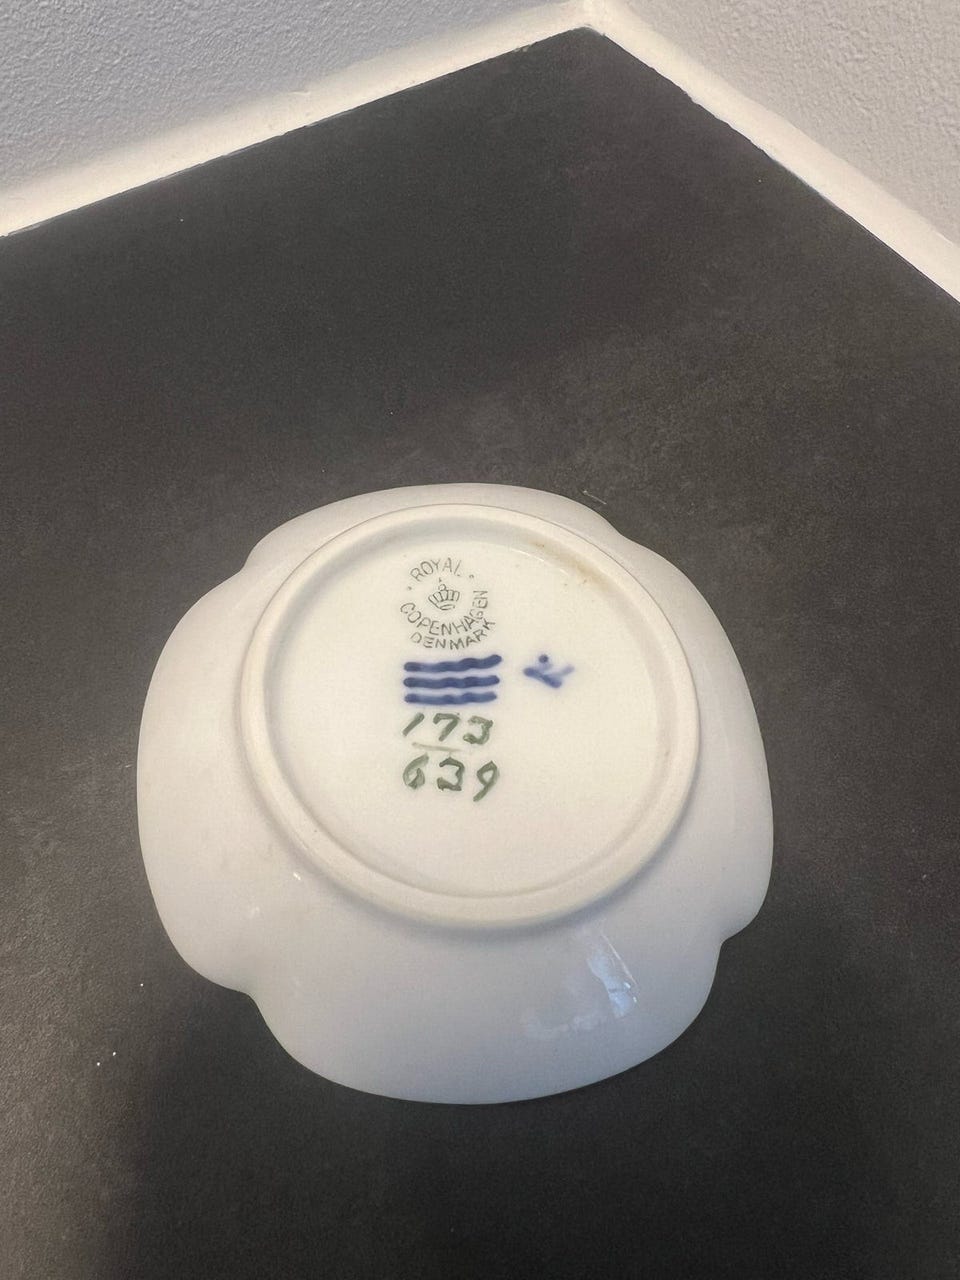 ROYAL
COPENHAGEN
DENMARK
173
639